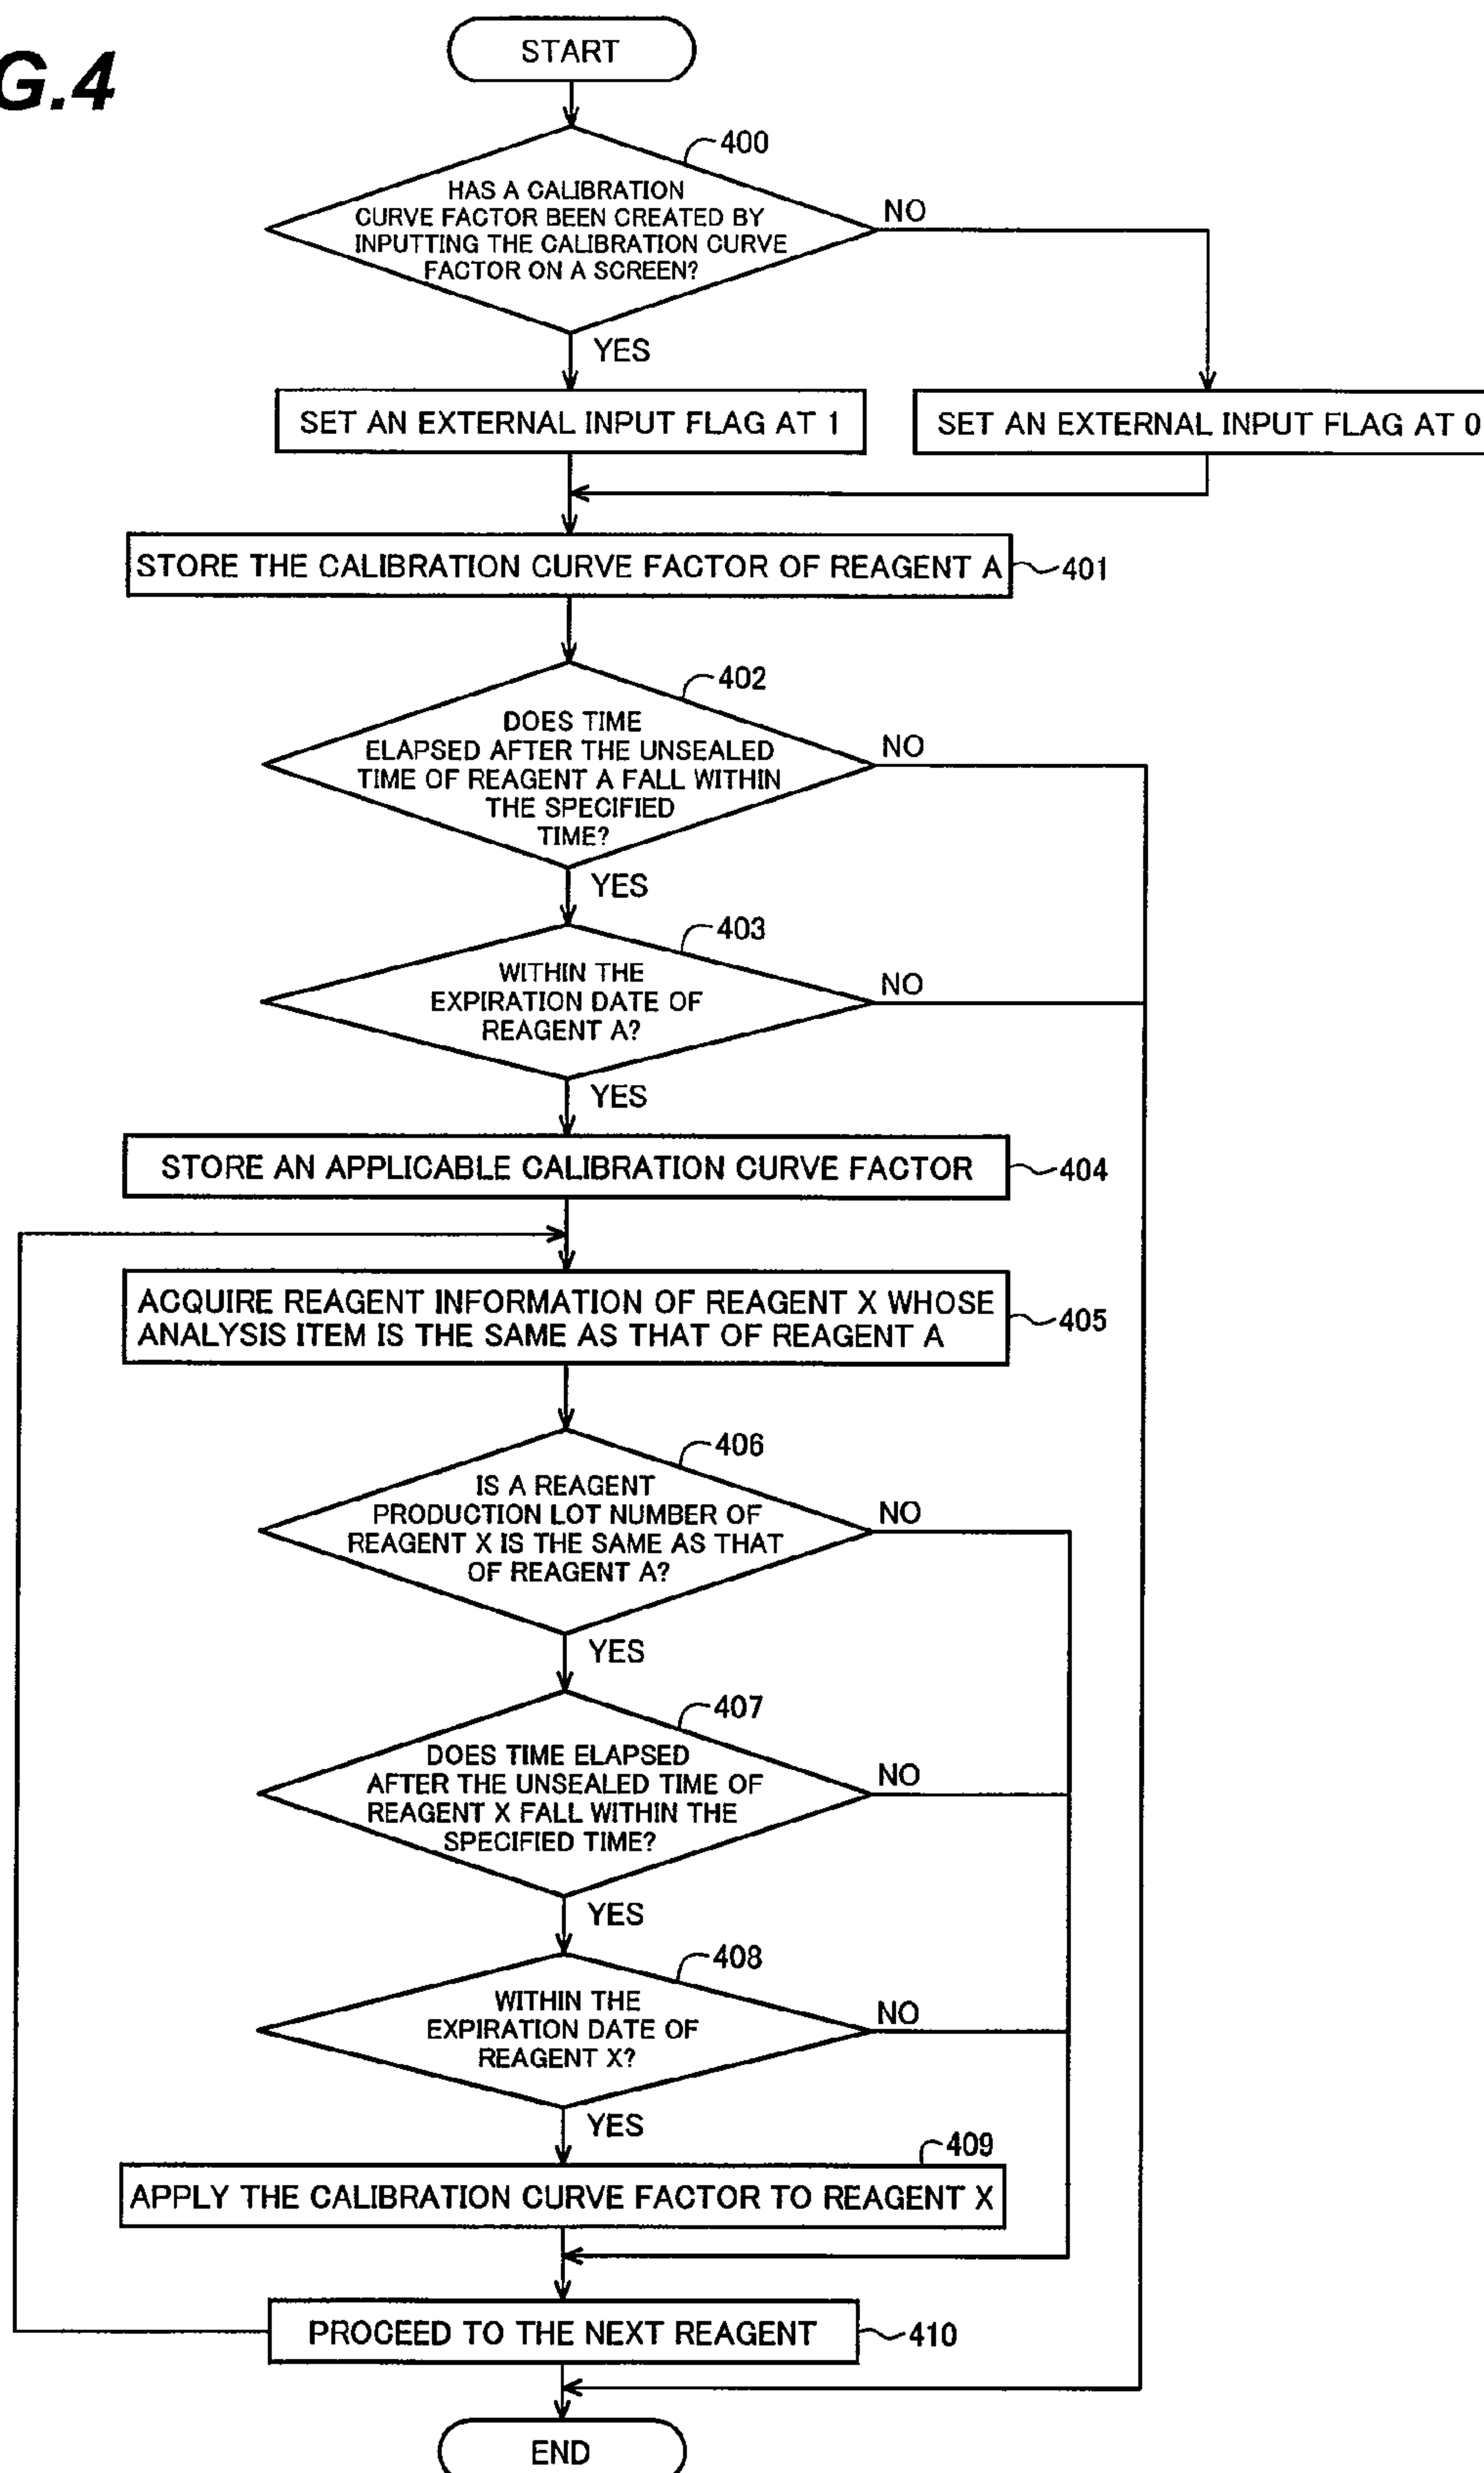 G.4
START
400
HAS A CALIBRATION
CURVE FACTOR BEEN CREATED BY
INPUTTING THE CALIBRATION CURVE
FACTOR ON A SCREEN?
NO
YES
SET AN EXTERNAL INPUT FLAG AT 1
SET AN EXTERNAL INPUT FLAG AT 0
STORE THE CALIBRATION CURVE FACTOR OF REAGENT A
401
402
DOES TIME
ELAPSED AFTER THE UNSEALED
TIME OF REAGENT A FALL WITHIN
THE SPECIFIED
TIME?
NO
YES
403
WITHIN THE
EXPIRATION DATE OF
REAGENT A?
NO
YES
STORE AN APPLICABLE CALIBRATION CURVE FACTOR
404
ACQUIRE REAGENT INFORMATION OF REAGENT X WHOSE
ANALYSIS ITEM IS THE SAME AS THAT OF REAGENT A
405
406
IS A REAGENT
PRODUCTION LOT NUMBER OF
REAGENT X IS THE SAME AS THAT
OF REAGENT A?
NO
YES
407
DOES TIME ELAPSED
AFTER THE UNSEALED TIME OF
REAGENT X FALL WITHIN THE
SPECIFIED TIME?
NO
YES
408
WITHIN THE
EXPIRATION DATE OF
REAGENT X?
NO
YES
409
APPLY THE CALIBRATION CURVE FACTOR TO REAGENT X
PROCEED TO THE NEXT REAGENT
410
END